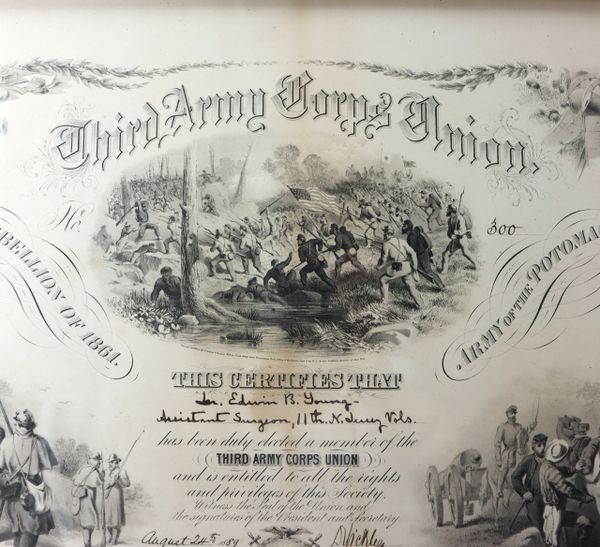 Third Army Corps Union.
No. 300
REBELLION OF 1861.
ARMY OF THE POTOMAC
THIS CERTIFIES THAT
Dr. Edwin B. Young
Assistant Surgeon, 11th. N. Jersey Vols.
has been duly elected a member of the
THIRD ARMY CORPS UNION
and is entitled to all the rights
and privileges of this Society.
Witness the Seal of the Union and
the signatures of the President and Secretary
August 24th 189
D Sickles